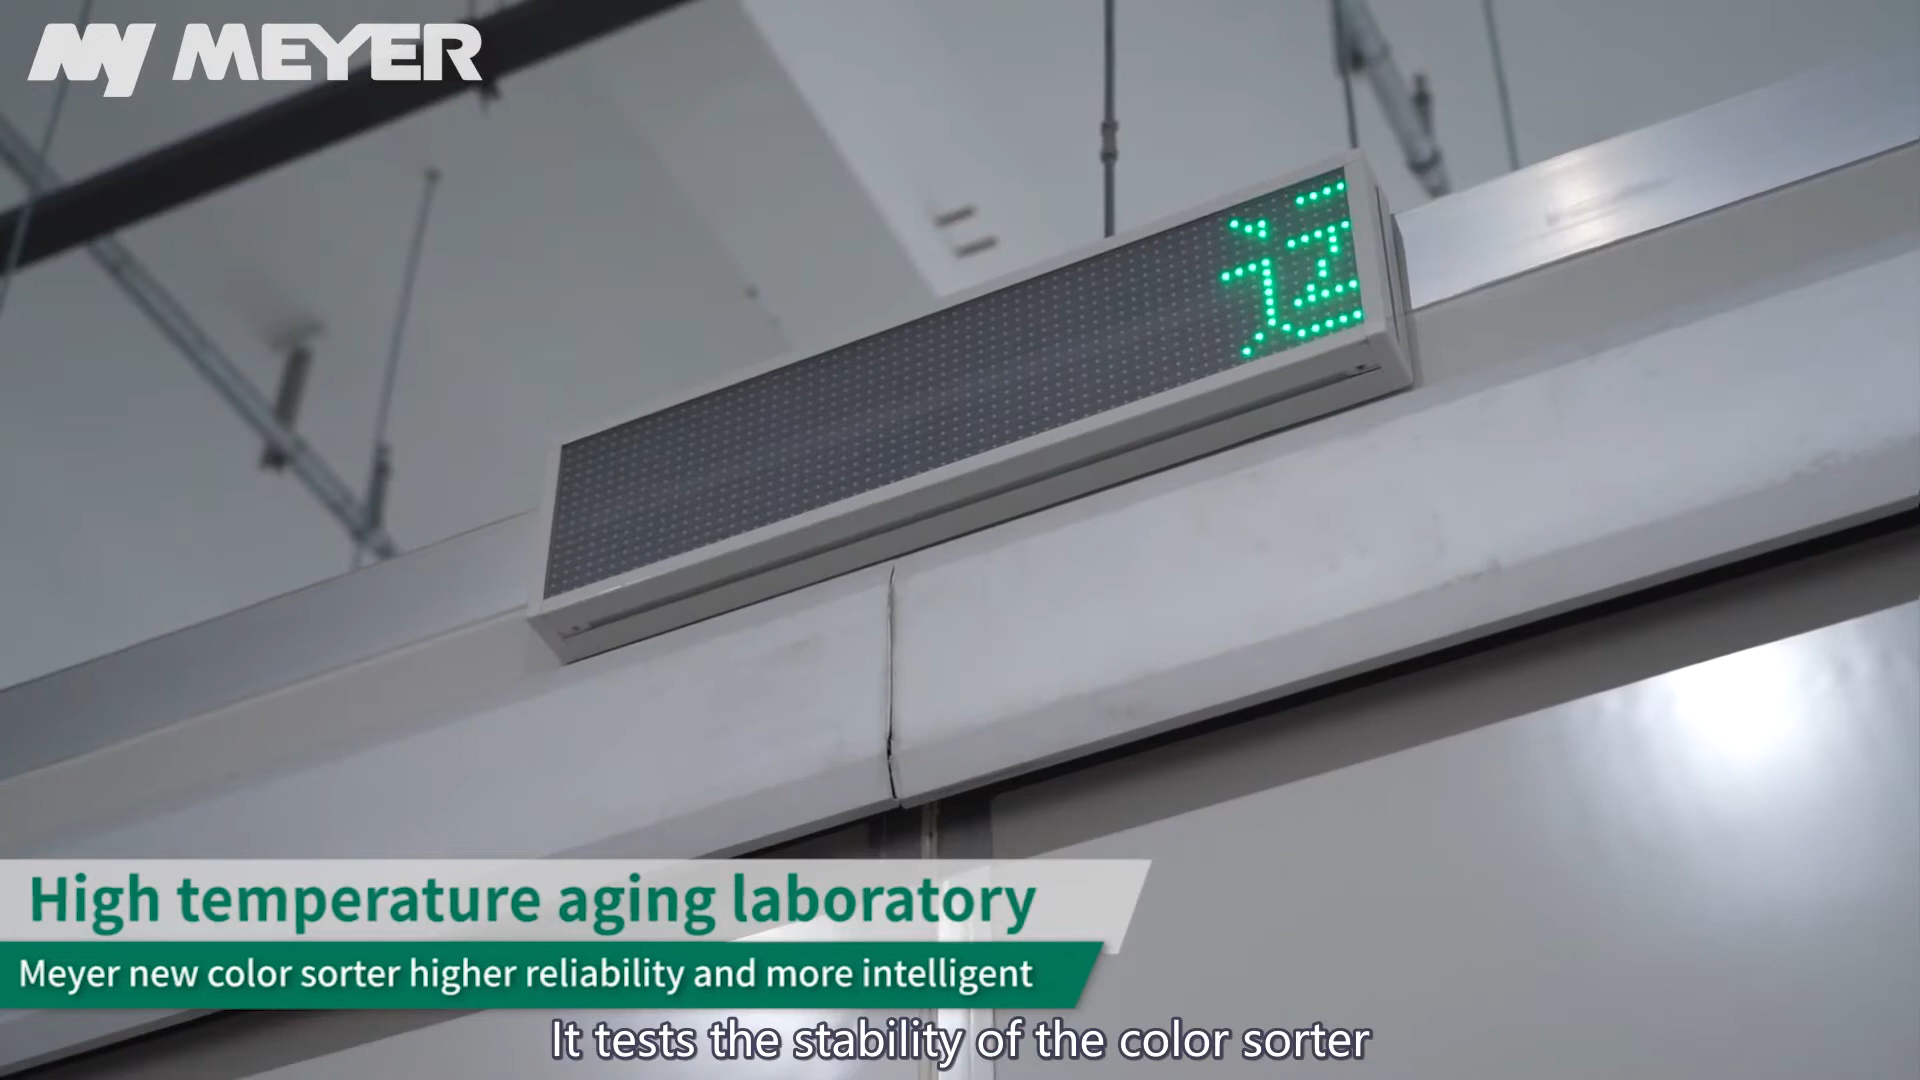 MEYER
High temperature aging laboratory
Meyer new color sorter higher reliability and more intelligent
It tests the stability of the color sorter